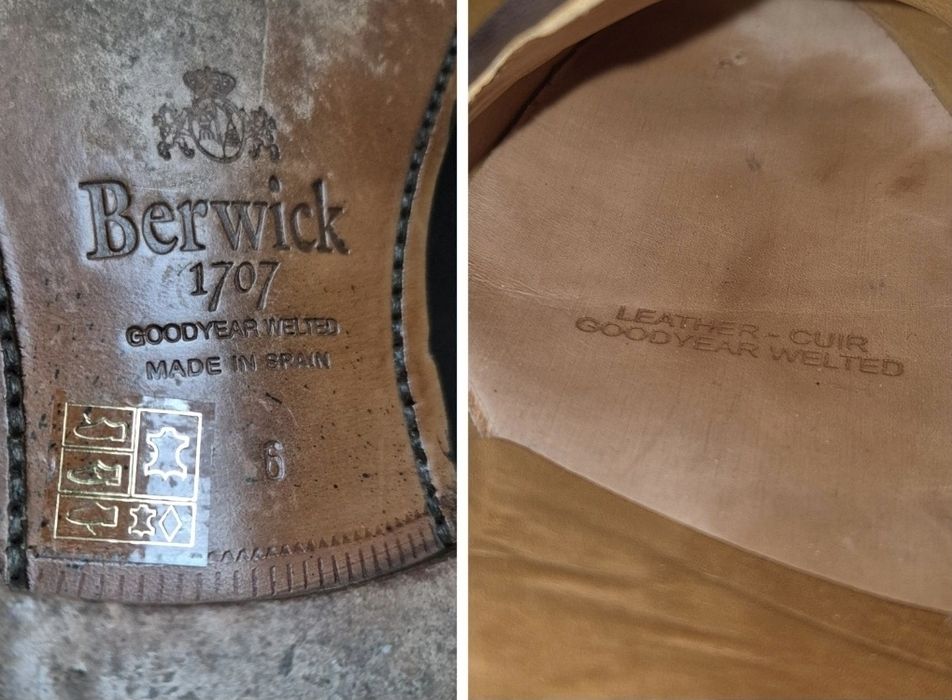 Berwick
1707
GOODYEAR WELTED
MADE IN SPAIN
6
LEATHER - CUIR
GOODYEAR WELTED